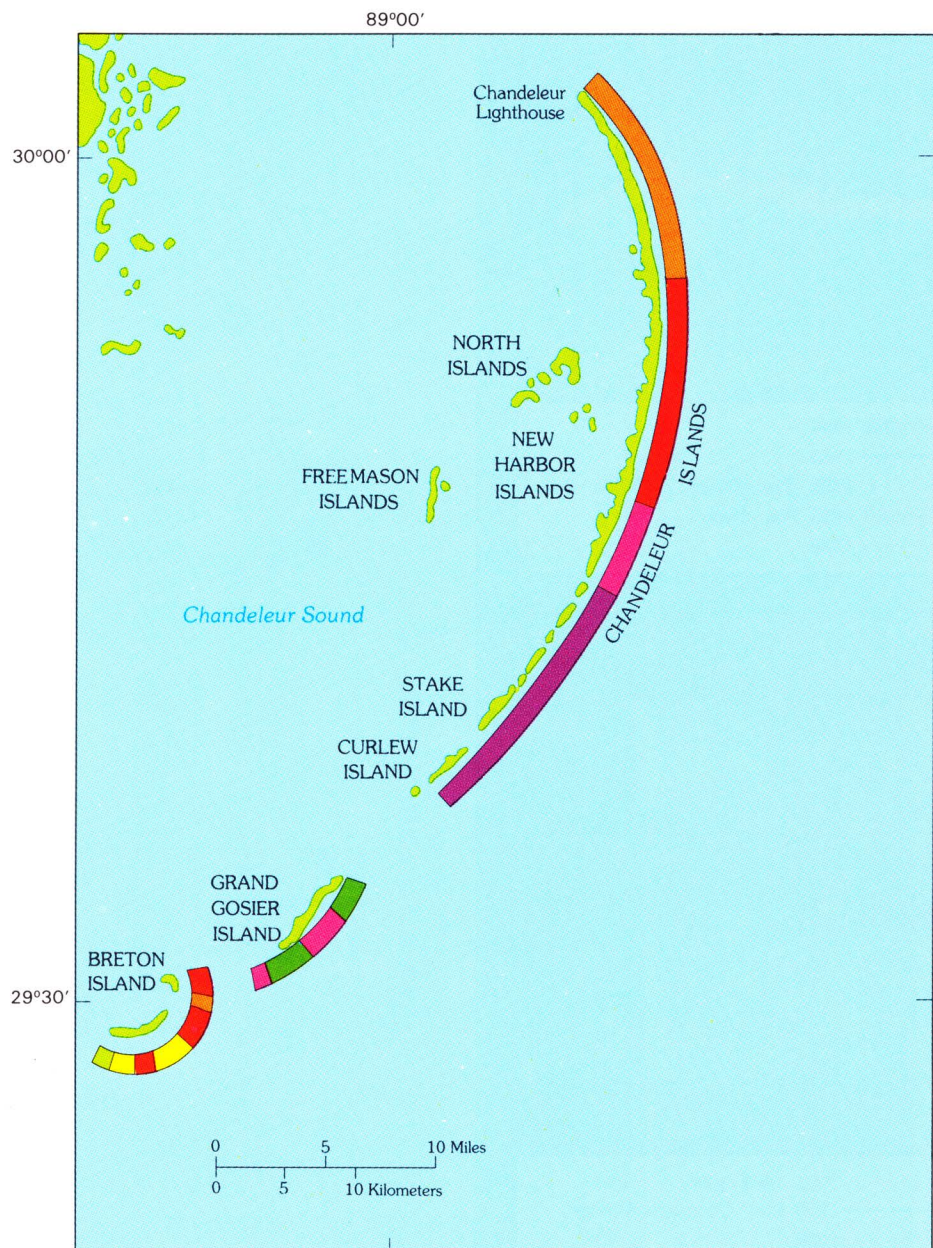 89°00'
Chandeleur
Lighthouse
30°00'
NORTH
ISLANDS
NEW
HARBOR
ISLANDS
FREEMASON
ISLANDS
ISLANDS
CHANDELEUR
Chandeleur Sound
STAKE
ISLAND
CURLEW
ISLAND
GRAND
GOSIER
ISLAND
BRETON
ISLAND
29°30'
0 5 10 Miles
0 5 10 Kilometers